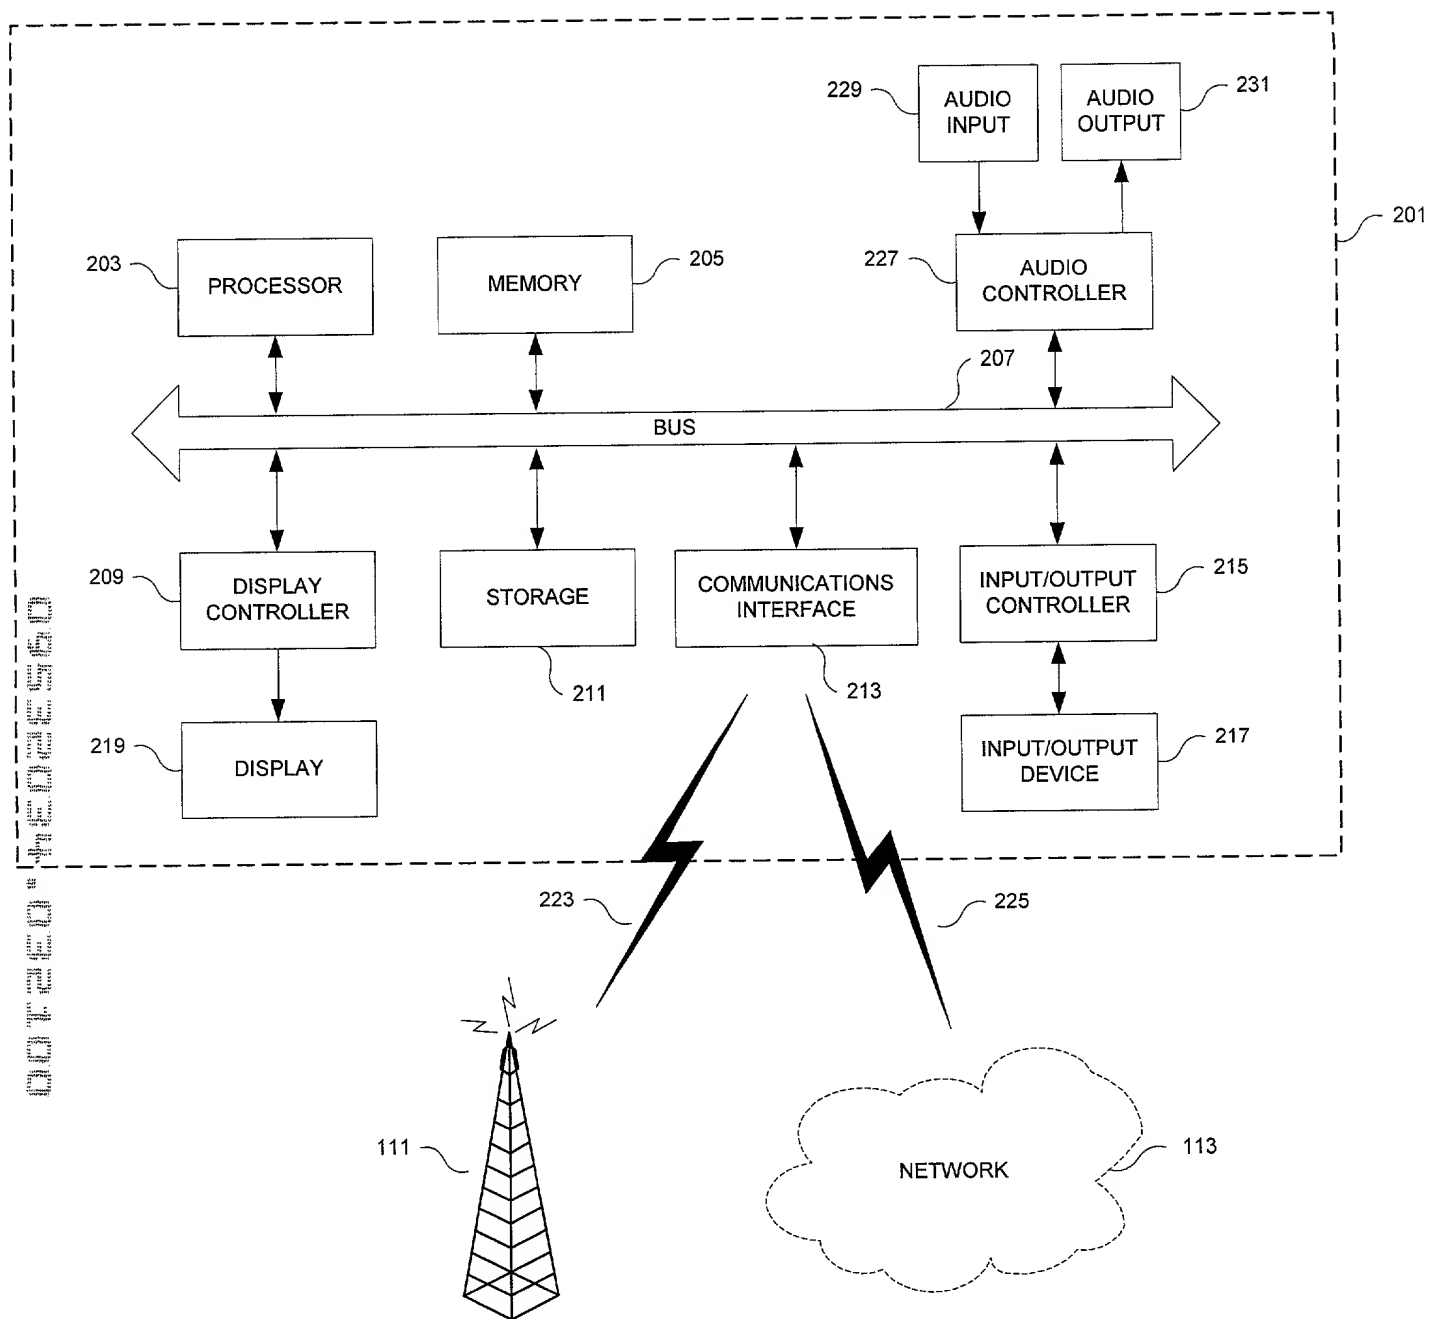 229
AUDIO
INPUT
AUDIO
OUTPUT
231
201
203
PROCESSOR
MEMORY
205
227
AUDIO
CONTROLLER
207
BUS
209
DISPLAY
CONTROLLER
STORAGE
211
COMMUNICATIONS
INTERFACE
213
INPUT/OUTPUT
CONTROLLER
215
219
DISPLAY
INPUT/OUTPUT
DEVICE
217
223
225
111
NETWORK
113